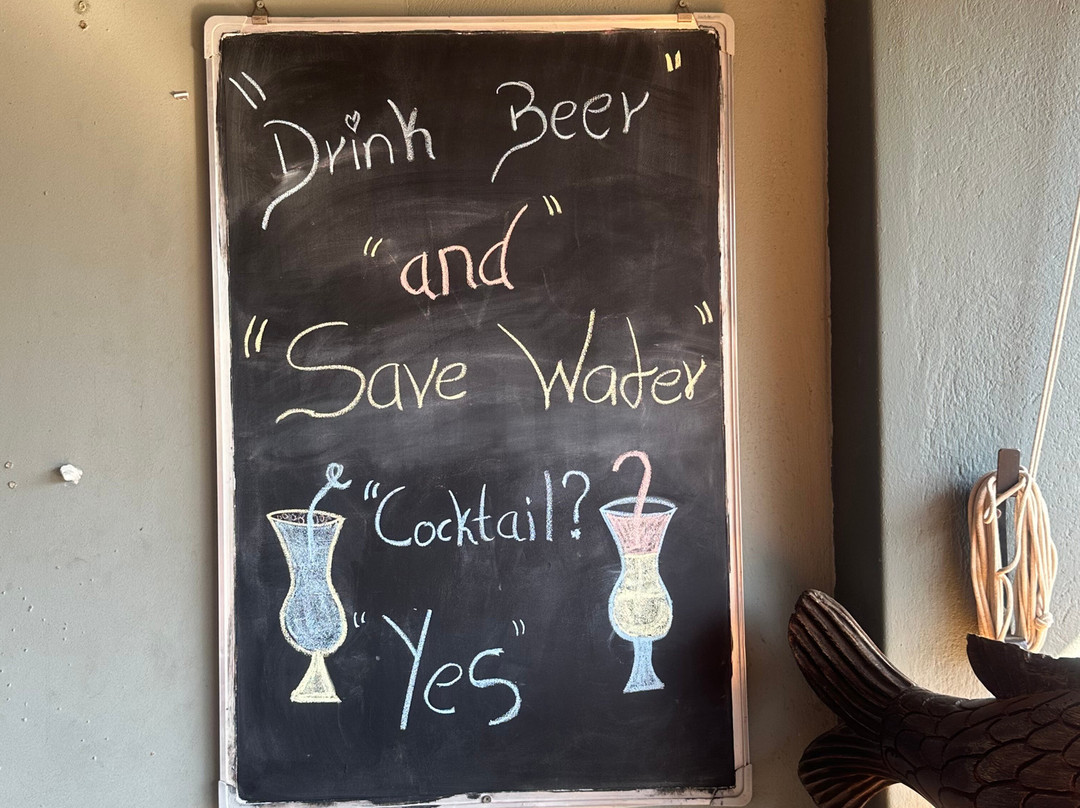 "Drink Beer"
"and"
"Save Water"
"Cocktail?
"Yes"